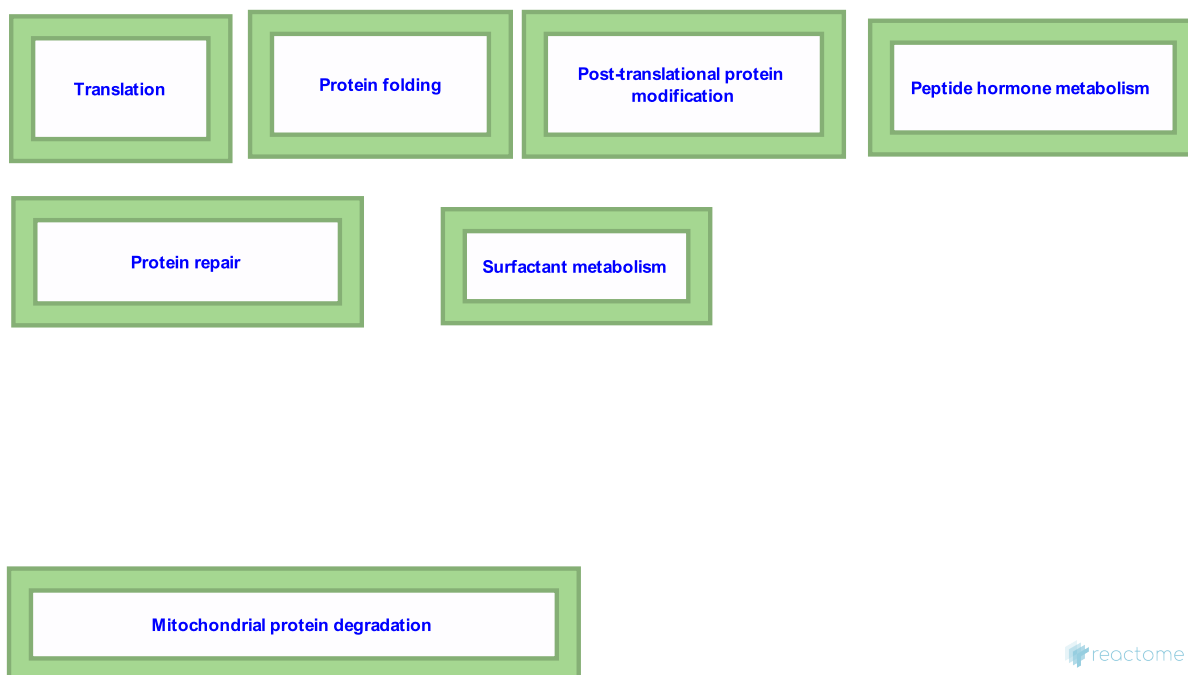 Translation
Protein folding
Post-translational protein
modification
Peptide hormone metabolism
Protein repair
Surfactant metabolism
Mitochondrial protein degradation
reactome